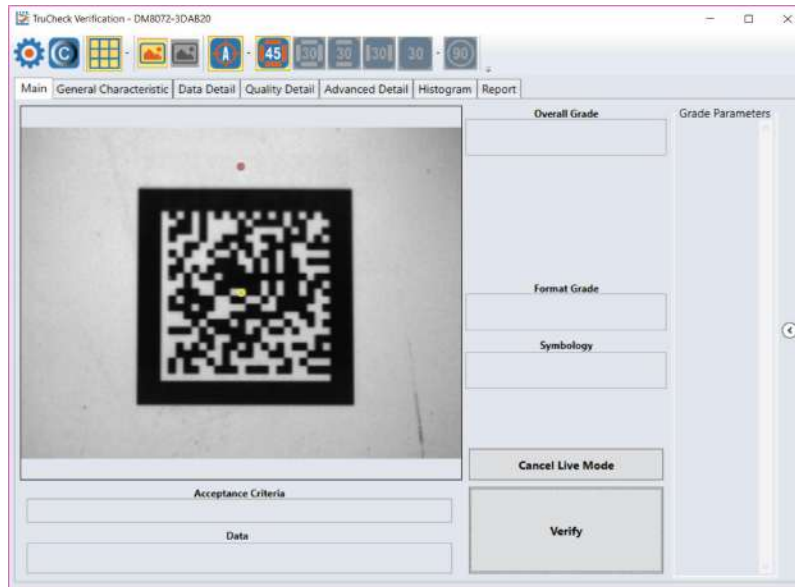 TruCheck Verification - DM8072-3DAB20
C A 45 30 30 30 30 90
Main General Characteristic Data Detail Quality Detail Advanced Detail Histogram Report
Overall Grade
Grade Parameters
Format Grade
Symbology
Cancel Live Mode
Acceptance Criteria
Verify
Data